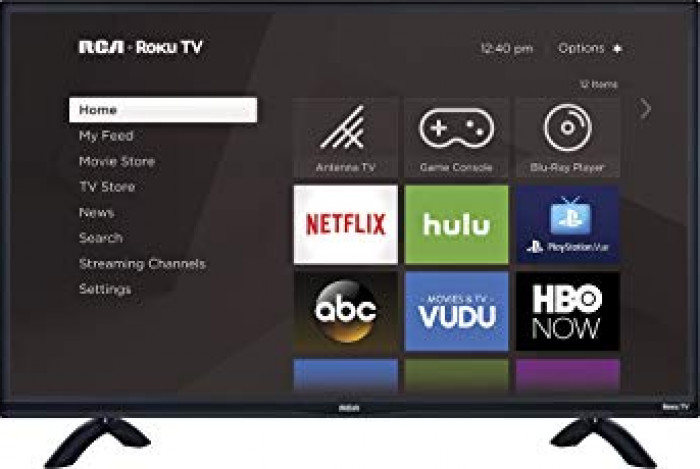 RCA · Roku TV
12:40 pm
Options *
12 Items
Home
My Feed
Movie Store
TV Store
News
Search
Streaming Channels
Settings
Antenna TV
Game Console
Blu-Ray Player
NETFLIX
hulu
PlayStation Vue
abc
MOVIES & TV
VUDU
HBO
NOW
RCA
Roku TV